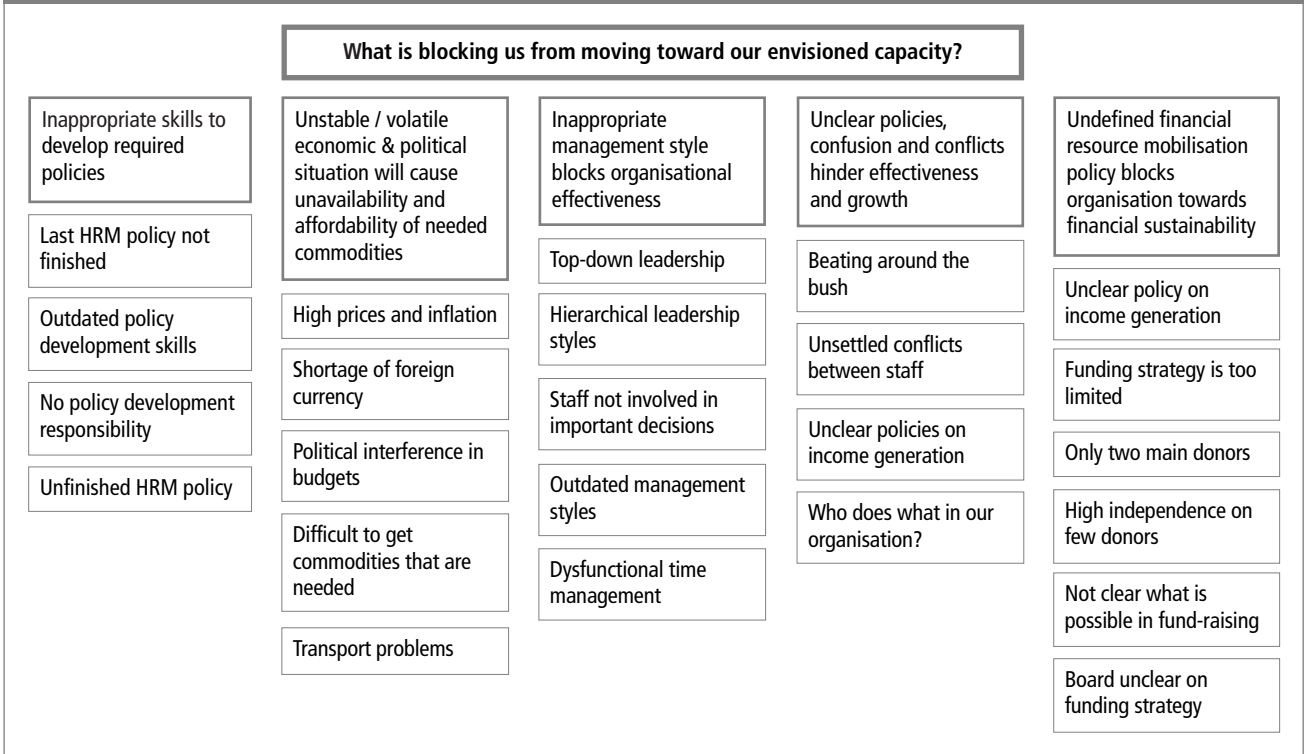 What is blocking us from moving toward our envisioned capacity?
Inappropriate skills to
develop required
policies
Last HRM policy not
finished
Outdated policy
development skills
No policy development
responsibility
Unfinished HRM policy
Unstable / volatile
economic & political
situation will cause
unavailability and
affordability of needed
commodities
High prices and inflation
Shortage of foreign
currency
Political interference in
budgets
Difficult to get
commodities that are
needed
Transport problems
Inappropriate
management style
blocks organisational
effectiveness
Top-down leadership
Hierarchical leadership
styles
Staff not involved in
important decisions
Outdated management
styles
Dysfunctional time
management
Unclear policies,
confusion and conflicts
hinder effectiveness
and growth
Beating around the
bush
Unsettled conflicts
between staff
Unclear policies on
income generation
Who does what in our
organisation?
Undefined financial
resource mobilisation
policy blocks
organisation towards
financial sustainability
Unclear policy on
income generation
Funding strategy is too
limited
Only two main donors
High independence on
few donors
Not clear what is
possible in fund-raising
Board unclear on
funding strategy